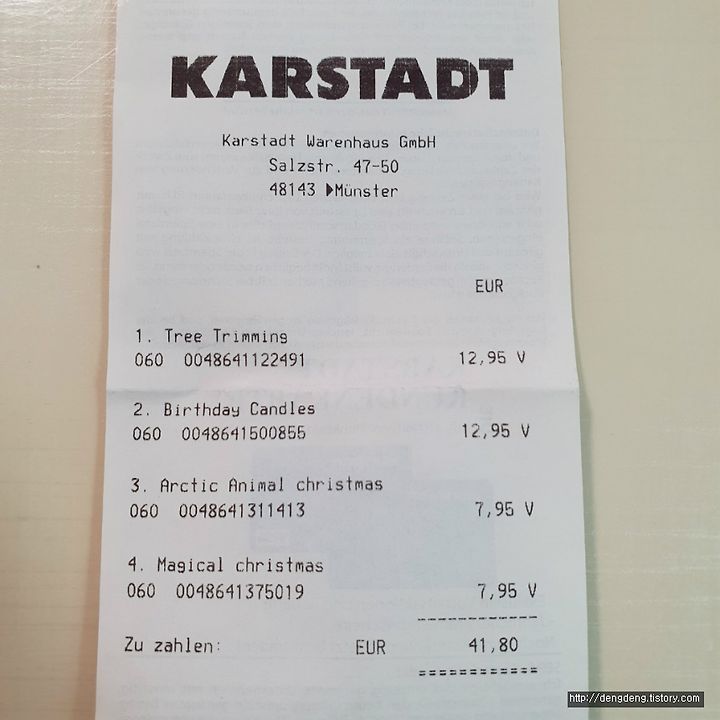 KARSTADT
Karstadt Warenhaus GmbH
Salzstr. 47-50
48143 ▶Münster
EUR
1. Tree Trimming
060 0048641122491 12,95 V
2. Birthday Candles
060 0048641500855 12,95 V
3. Arctic Animal christmas
060 0048641311413 7,95 V
4. Magical christmas
060 0048641375019 7,95 V
------------
Zu zahlen: EUR 41,80
============
http://dengdeng.tistory.com